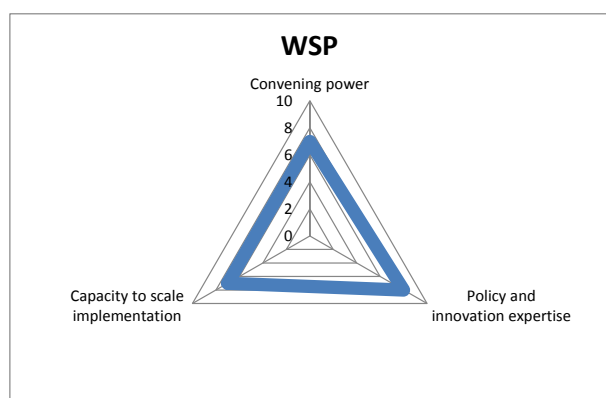 WSP
Convening power
10
8
6
4
2
0
Capacity to scale
implementation
Policy and
innovation expertise